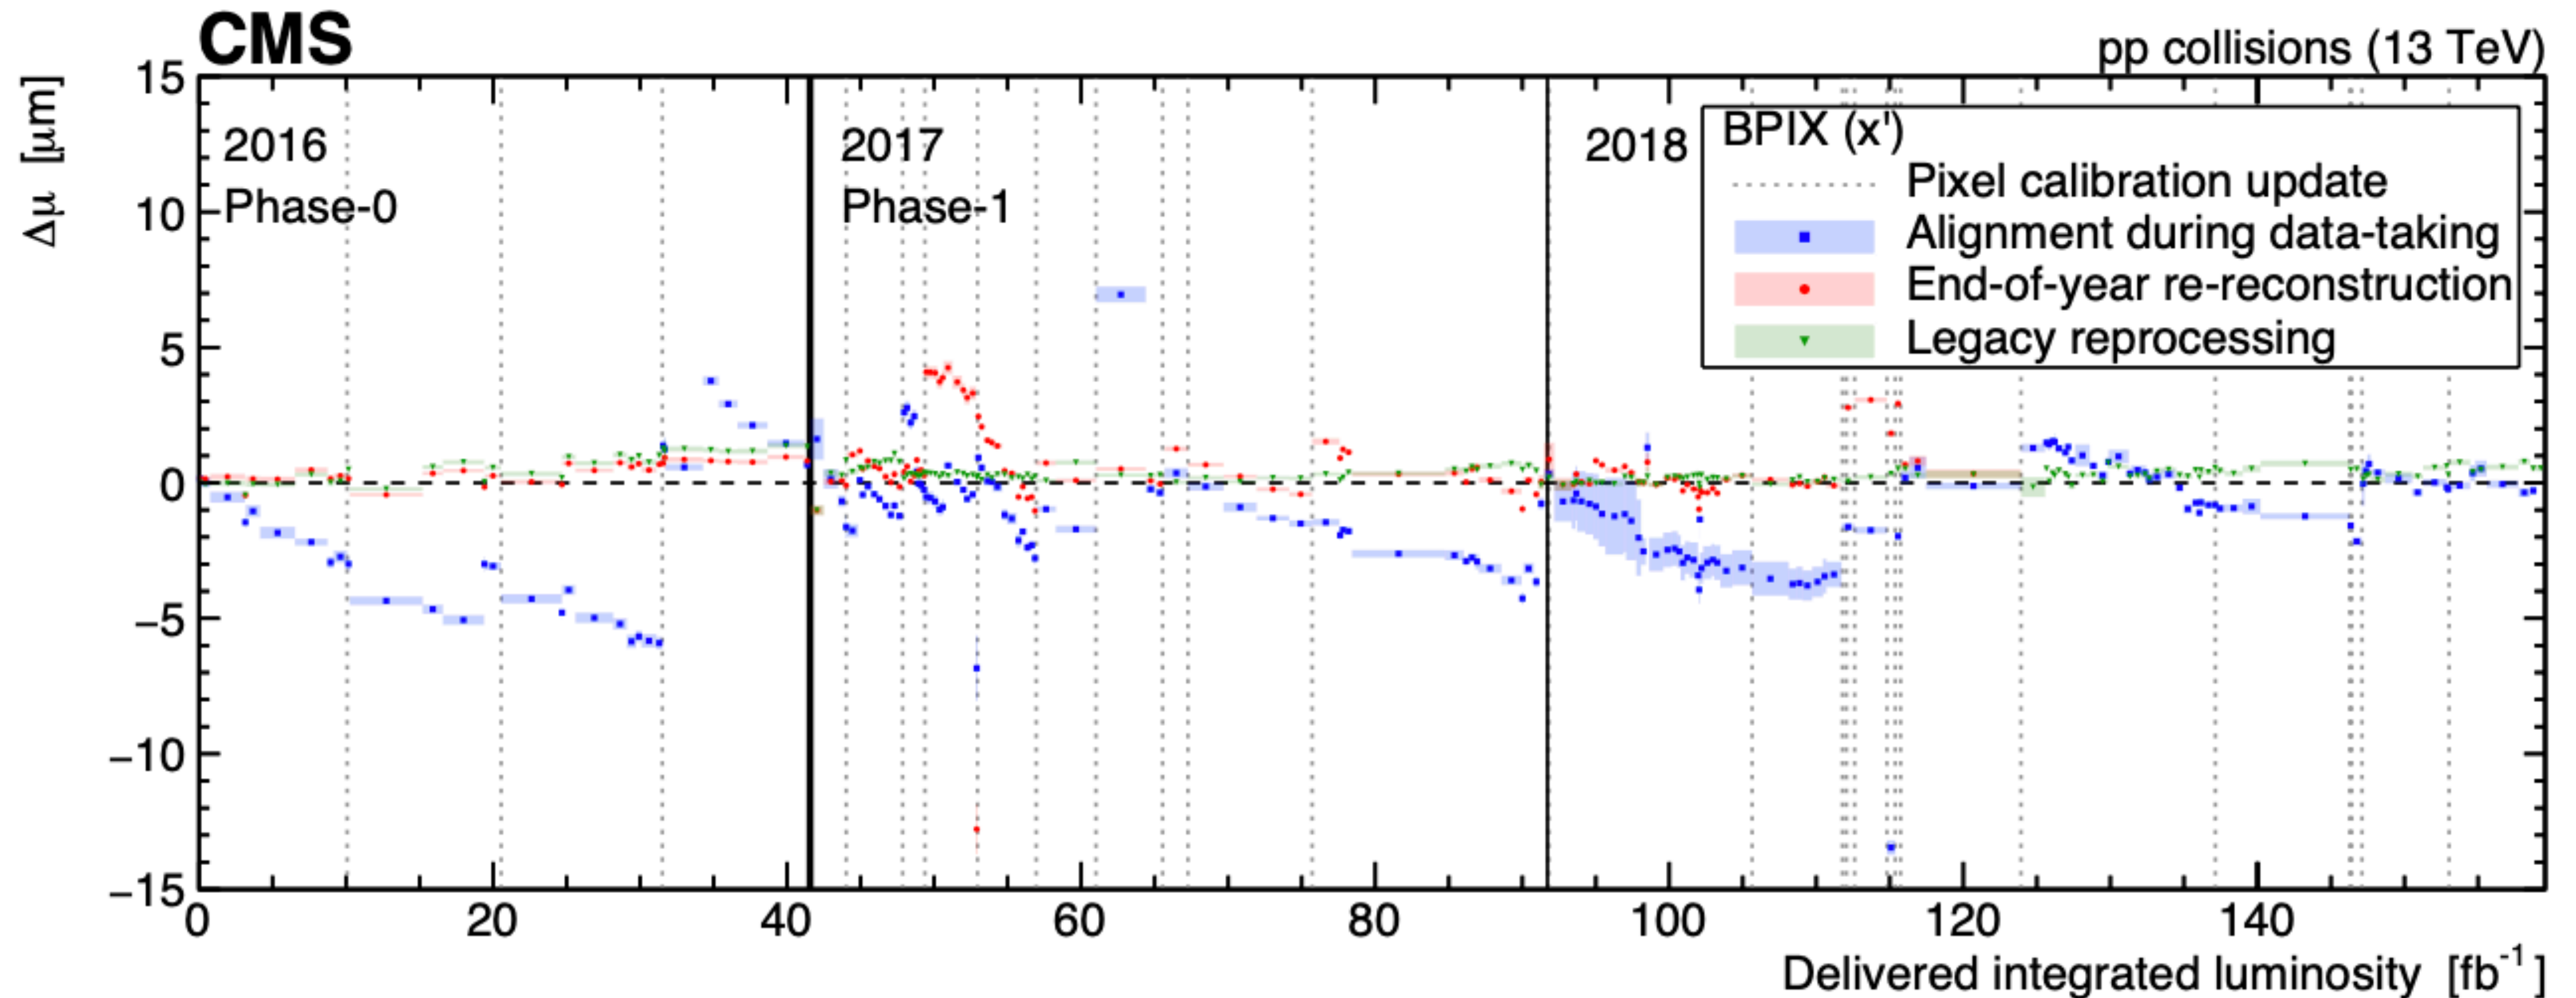 CMS
pp collisions (13 TeV)
Δμ [μm]
15
10
5
0
−5
−10
−15
2016
Phase-0
2017
Phase-1
2018
BPIX (x')
Pixel calibration update
Alignment during data-taking
End-of-year re-reconstruction
Legacy reprocessing
0 20 40 60 80 100 120 140
Delivered integrated luminosity [fb⁻¹]